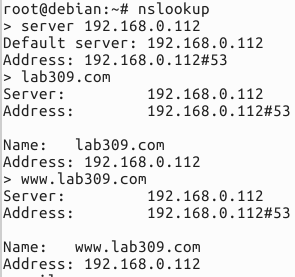 root@debian:~# nslookup
> server 192.168.0.112
Default server: 192.168.0.112
Address: 192.168.0.112#53
> lab309.com
Server:         192.168.0.112
Address:        192.168.0.112#53

Name:   lab309.com
Address: 192.168.0.112
> www.lab309.com
Server:         192.168.0.112
Address:        192.168.0.112#53

Name:   www.lab309.com
Address: 192.168.0.112